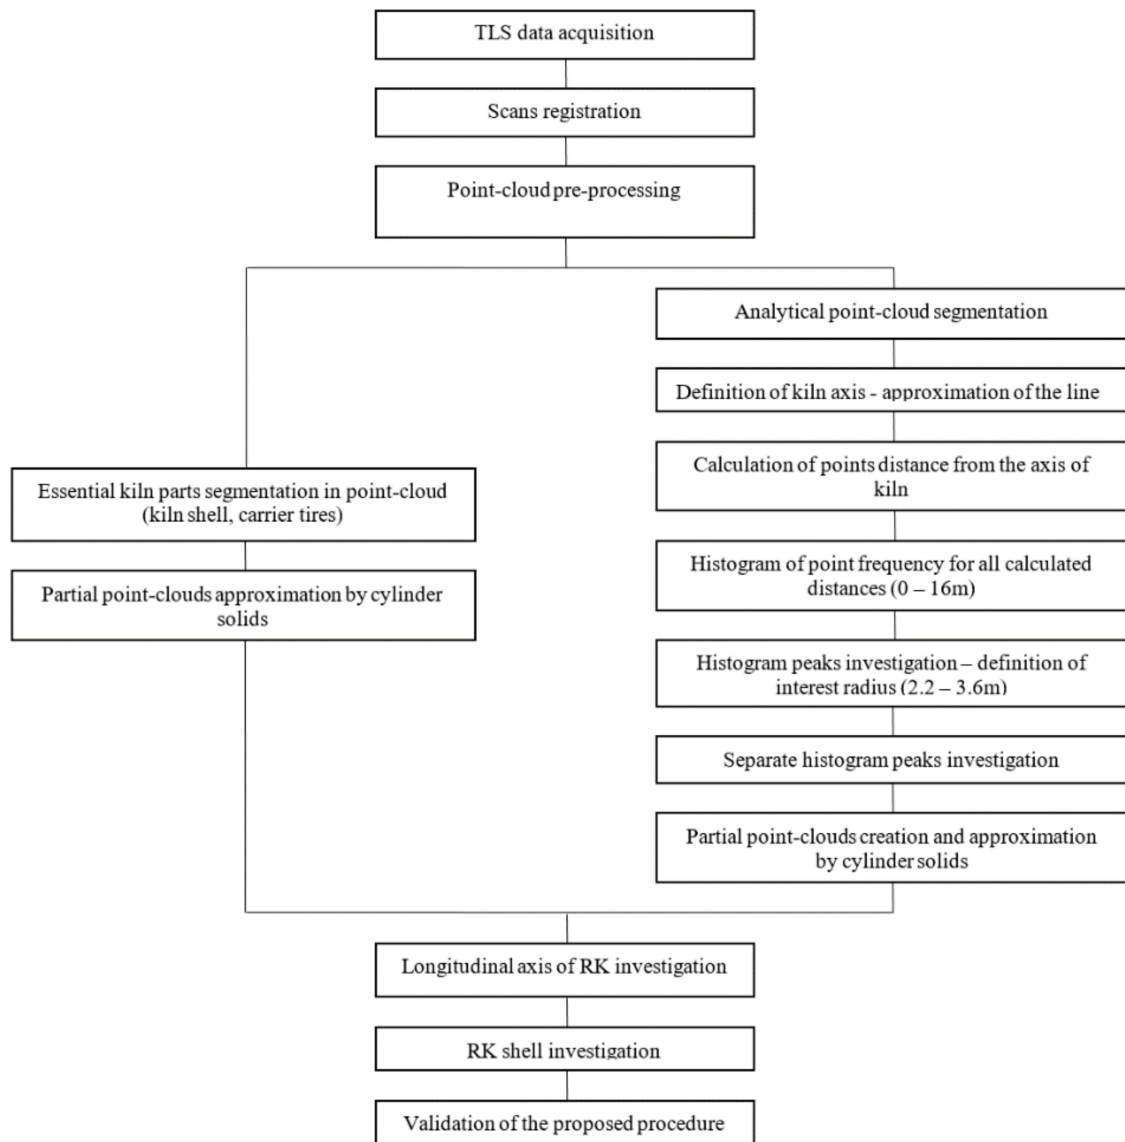 TLS data acquisition
Scans registration
Point-cloud pre-processing
Essential kiln parts segmentation in point-cloud
(kiln shell, carrier tires)
Partial point-clouds approximation by cylinder
solids
Analytical point-cloud segmentation
Definition of kiln axis - approximation of the line
Calculation of points distance from the axis of
kiln
Histogram of point frequency for all calculated
distances (0 – 16m)
Histogram peaks investigation – definition of
interest radius (2.2 – 3.6m)
Separate histogram peaks investigation
Partial point-clouds creation and approximation
by cylinder solids
Longitudinal axis of RK investigation
RK shell investigation
Validation of the proposed procedure